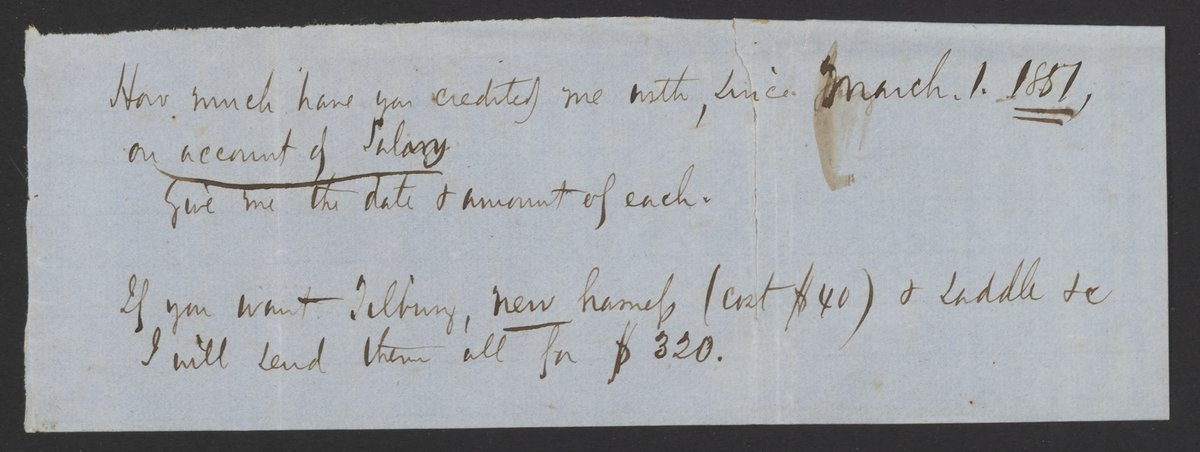 How much have you credited me with, since March. 1. 1857,
on account of Salary
Give me the date & amount of each.
If you want Tilbury, new harness (cost $40) & saddle &c
I will send them all for $320.